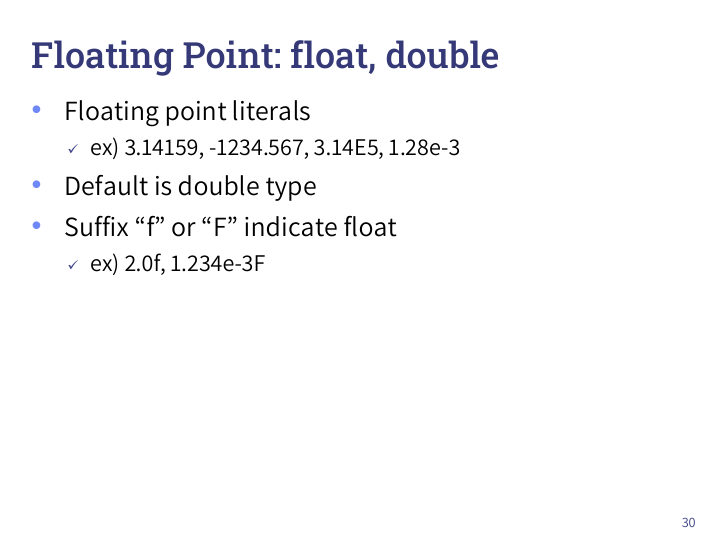 Floating Point: float, double
• Floating point literals
✓ ex) 3.14159, -1234.567, 3.14E5, 1.28e-3
• Default is double type
• Suffix “f” or “F” indicate float
✓ ex) 2.0f, 1.234e-3F
30